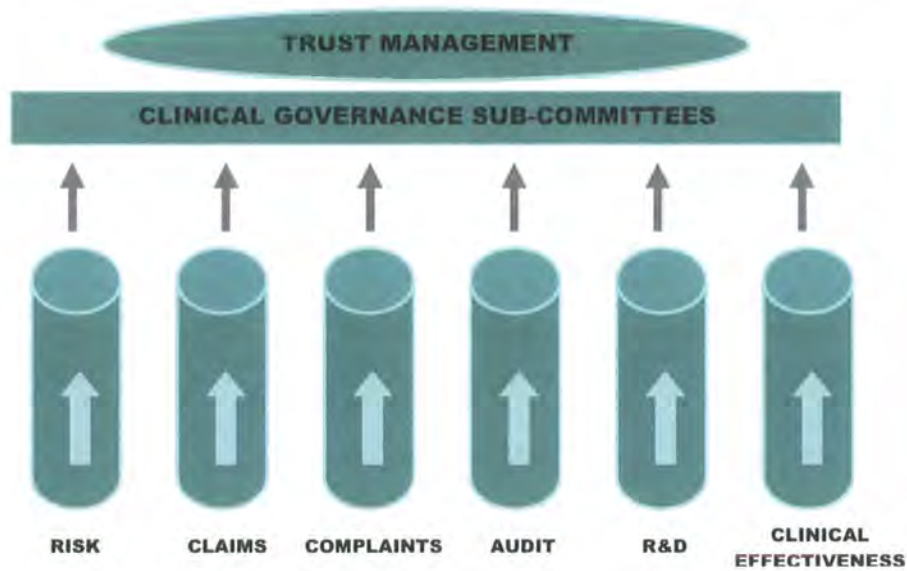 TRUST MANAGEMENT
CLINICAL GOVERNANCE SUB-COMMITTEES
RISK
CLAIMS
COMPLAINTS
AUDIT
R&D
CLINICAL
EFFECTIVENESS